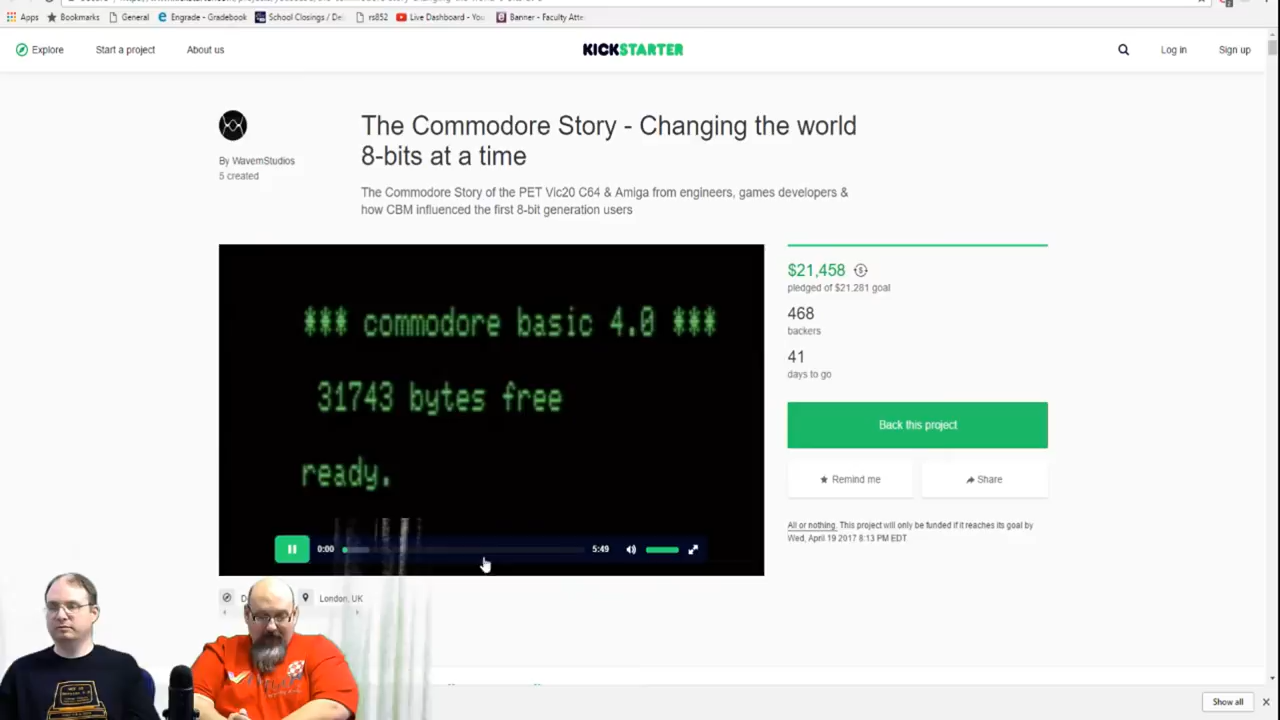 Apps Bookmarks General Engrade - Gradebook School Closings / De rs852 Live Dashboard - You Banner - Faculty Atte
Explore Start a project About us KICKSTARTER Log in Sign up
The Commodore Story - Changing the world
8-bits at a time
By WavemStudios
5 created
The Commodore Story of the PET Vic20 C64 & Amiga from engineers, games developers &
how CBM influenced the first 8-bit generation users
*** commodore basic 4.0 ***
31743 bytes free
ready.
0:00 5:49
$21,458
pledged of $21,281 goal
468
backers
41
days to go
Back this project
Remind me Share
All or nothing. This project will only be funded if it reaches its goal by
Wed, April 19 2017 8:13 PM EDT
London, UK
Show all